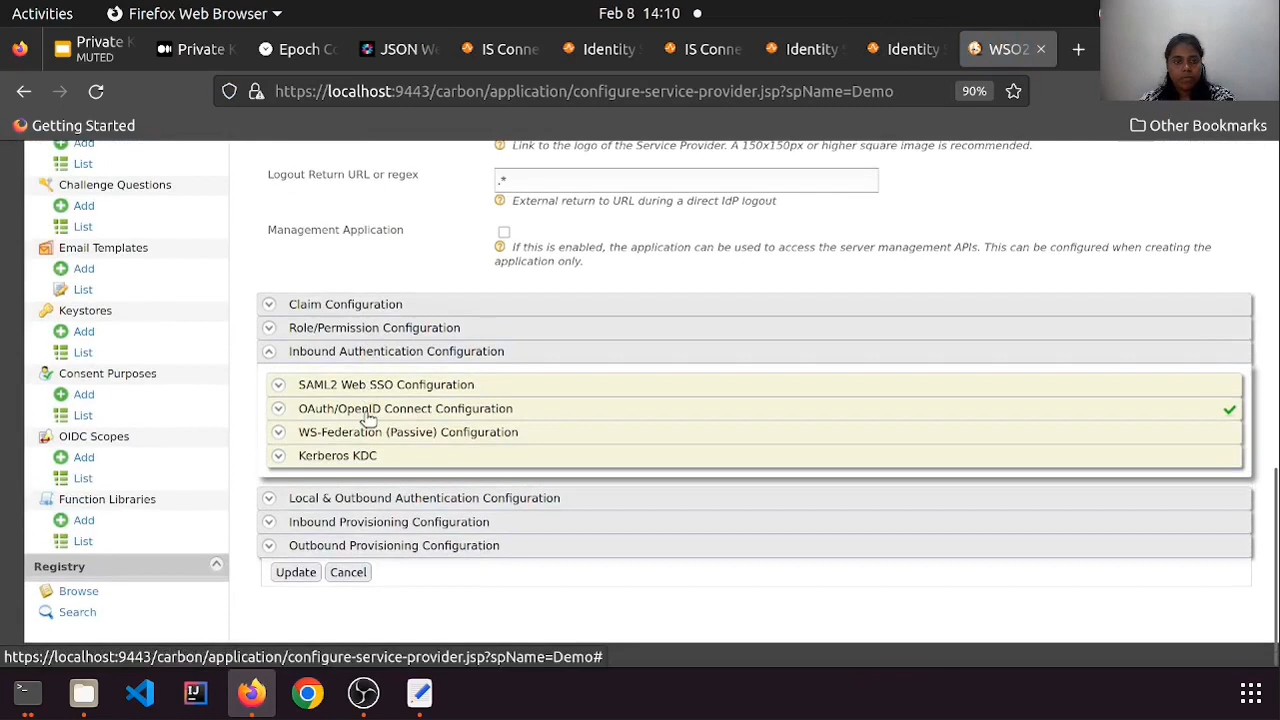 Activities
Firefox Web Browser
Feb 8 14:10
Private K
MUTED
Private K
Epoch Co
JSON We
IS Conne
Identity
IS Conne
Identity
Identity
WSO2
https://localhost:9443/carbon/application/configure-service-provider.jsp?spName=Demo
90%
Getting Started
Other Bookmarks
Add
List
Challenge Questions
Add
List
Email Templates
Add
List
Keystores
Add
List
Consent Purposes
Add
List
OIDC Scopes
Add
List
Function Libraries
Add
List
Registry
Browse
Search
Link to the logo of the Service Provider. A 150x150px or higher square image is recommended.
Logout Return URL or regex
.*
External return to URL during a direct IdP logout
Management Application
If this is enabled, the application can be used to access the server management APIs. This can be configured when creating the
application only.
Claim Configuration
Role/Permission Configuration
Inbound Authentication Configuration
SAML2 Web SSO Configuration
OAuth/OpenID Connect Configuration
WS-Federation (Passive) Configuration
Kerberos KDC
Local & Outbound Authentication Configuration
Inbound Provisioning Configuration
Outbound Provisioning Configuration
Update
Cancel
https://localhost:9443/carbon/application/configure-service-provider.jsp?spName=Demo#